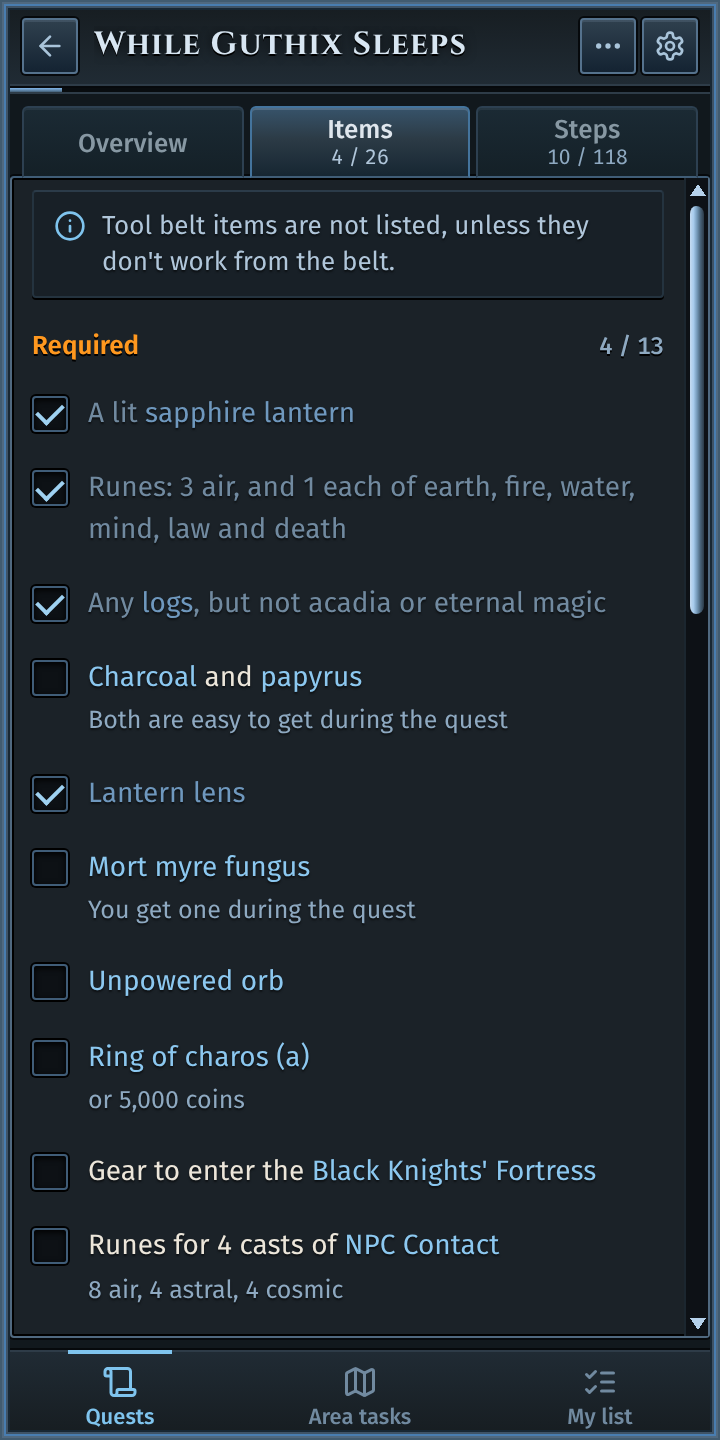 While Guthix Sleeps
Overview
Items
4 / 26
Steps
10 / 118
Tool belt items are not listed, unless they
don't work from the belt.
Required
4 / 13
A lit sapphire lantern
Runes: 3 air, and 1 each of earth, fire, water,
mind, law and death
Any logs, but not acadia or eternal magic
Charcoal and papyrus
Both are easy to get during the quest
Lantern lens
Mort myre fungus
You get one during the quest
Unpowered orb
Ring of charos (a)
or 5,000 coins
Gear to enter the Black Knights' Fortress
Runes for 4 casts of NPC Contact
8 air, 4 astral, 4 cosmic
Quests
Area tasks
My list